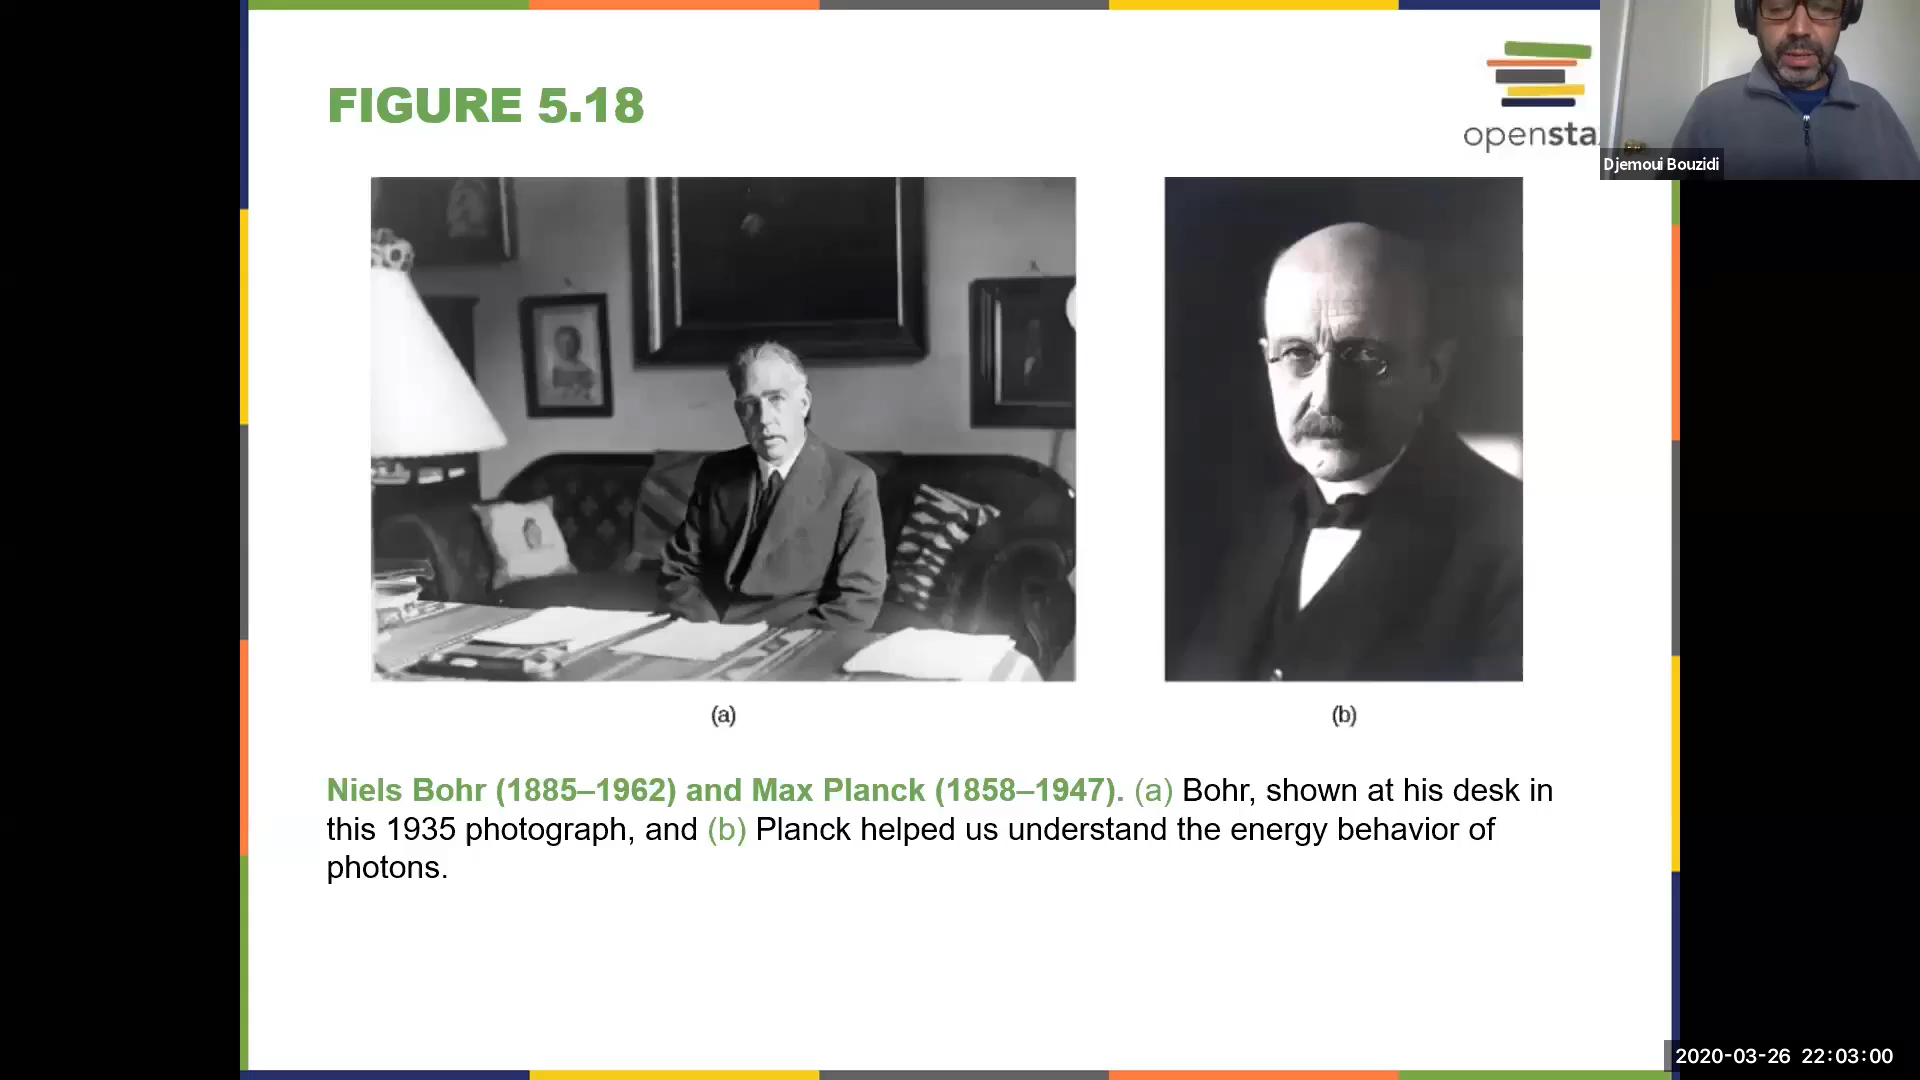 FIGURE 5.18
opensta
Djemoui Bouzidi
(a)
(b)
Niels Bohr (1885–1962) and Max Planck (1858–1947). (a) Bohr, shown at his desk in
this 1935 photograph, and (b) Planck helped us understand the energy behavior of
photons.
2020-03-26 22:03:00